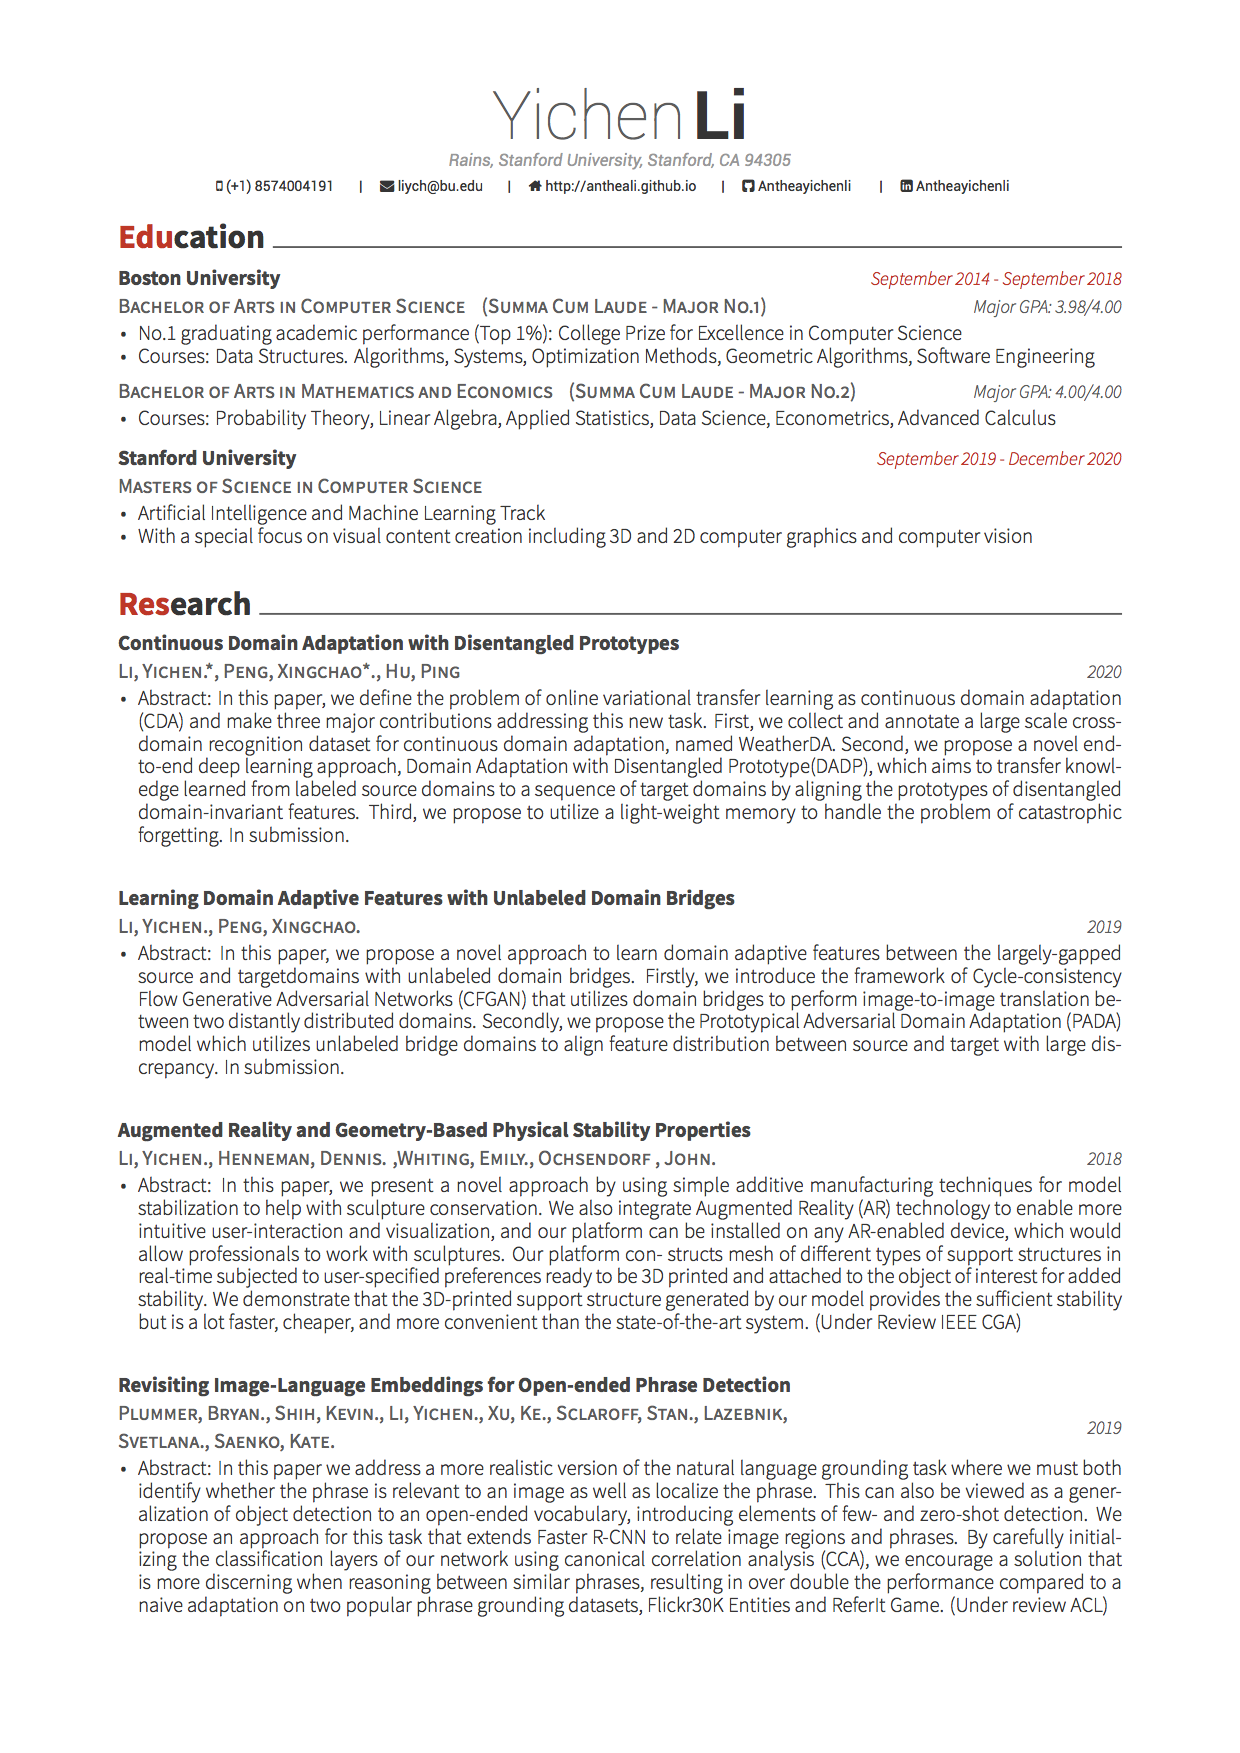 Yichen Li
Rains, Stanford University, Stanford, CA 94305
(+1) 8574004191 | liych@bu.edu | http://antheali.github.io | Antheayichenli | Antheayichenli
Education
Boston University September 2014 - September 2018
Bachelor of Arts in Computer Science (Summa Cum Laude - Major No.1) Major GPA: 3.98/4.00
• No.1 graduating academic performance (Top 1%): College Prize for Excellence in Computer Science
• Courses: Data Structures. Algorithms, Systems, Optimization Methods, Geometric Algorithms, Software Engineering
Bachelor of Arts in Mathematics and Economics (Summa Cum Laude - Major No.2) Major GPA: 4.00/4.00
• Courses: Probability Theory, Linear Algebra, Applied Statistics, Data Science, Econometrics, Advanced Calculus
Stanford University September 2019 - December 2020
Masters of Science in Computer Science
• Artificial Intelligence and Machine Learning Track
• With a special focus on visual content creation including 3D and 2D computer graphics and computer vision
Research
Continuous Domain Adaptation with Disentangled Prototypes
Li, Yichen.*, Peng, Xingchao*., Hu, Ping 2020
• Abstract: In this paper, we define the problem of online variational transfer learning as continuous domain adaptation
(CDA) and make three major contributions addressing this new task. First, we collect and annotate a large scale cross-
domain recognition dataset for continuous domain adaptation, named WeatherDA. Second, we propose a novel end-
to-end deep learning approach, Domain Adaptation with Disentangled Prototype(DADP), which aims to transfer knowl-
edge learned from labeled source domains to a sequence of target domains by aligning the prototypes of disentangled
domain-invariant features. Third, we propose to utilize a light-weight memory to handle the problem of catastrophic
forgetting. In submission.
Learning Domain Adaptive Features with Unlabeled Domain Bridges
Li, Yichen., Peng, Xingchao. 2019
• Abstract: In this paper, we propose a novel approach to learn domain adaptive features between the largely-gapped
source and targetdomains with unlabeled domain bridges. Firstly, we introduce the framework of Cycle-consistency
Flow Generative Adversarial Networks (CFGAN) that utilizes domain bridges to perform image-to-image translation be-
tween two distantly distributed domains. Secondly, we propose the Prototypical Adversarial Domain Adaptation (PADA)
model which utilizes unlabeled bridge domains to align feature distribution between source and target with large dis-
crepancy. In submission.
Augmented Reality and Geometry-Based Physical Stability Properties
Li, Yichen., Henneman, Dennis. ,Whiting, Emily., Ochsendorf , John. 2018
• Abstract: In this paper, we present a novel approach by using simple additive manufacturing techniques for model
stabilization to help with sculpture conservation. We also integrate Augmented Reality (AR) technology to enable more
intuitive user-interaction and visualization, and our platform can be installed on any AR-enabled device, which would
allow professionals to work with sculptures. Our platform con- structs mesh of different types of support structures in
real-time subjected to user-specified preferences ready to be 3D printed and attached to the object of interest for added
stability. We demonstrate that the 3D-printed support structure generated by our model provides the sufficient stability
but is a lot faster, cheaper, and more convenient than the state-of-the-art system. (Under Review IEEE CGA)
Revisiting Image-Language Embeddings for Open-ended Phrase Detection
Plummer, Bryan., Shih, Kevin., Li, Yichen., Xu, Ke., Sclaroff, Stan., Lazebnik,
Svetlana., Saenko, Kate. 2019
• Abstract: In this paper we address a more realistic version of the natural language grounding task where we must both
identify whether the phrase is relevant to an image as well as localize the phrase. This can also be viewed as a gener-
alization of object detection to an open-ended vocabulary, introducing elements of few- and zero-shot detection. We
propose an approach for this task that extends Faster R-CNN to relate image regions and phrases. By carefully initial-
izing the classification layers of our network using canonical correlation analysis (CCA), we encourage a solution that
is more discerning when reasoning between similar phrases, resulting in over double the performance compared to a
naive adaptation on two popular phrase grounding datasets, Flickr30K Entities and ReferIt Game. (Under review ACL)